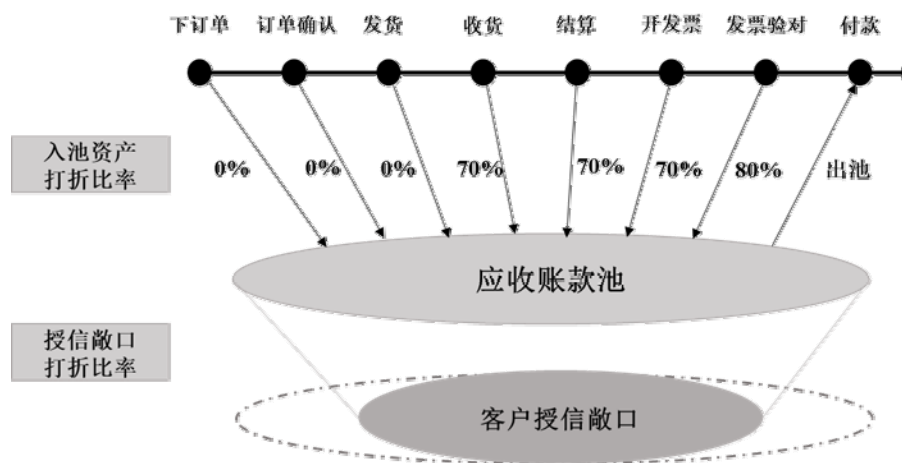 下订单 订单确认 发货 收货 结算 开发票 发票验对 付款
入池资产
打折比率
0% 0% 0% 70% 70% 70% 80% 出池
应收账款池
授信敞口
打折比率
客户授信敞口